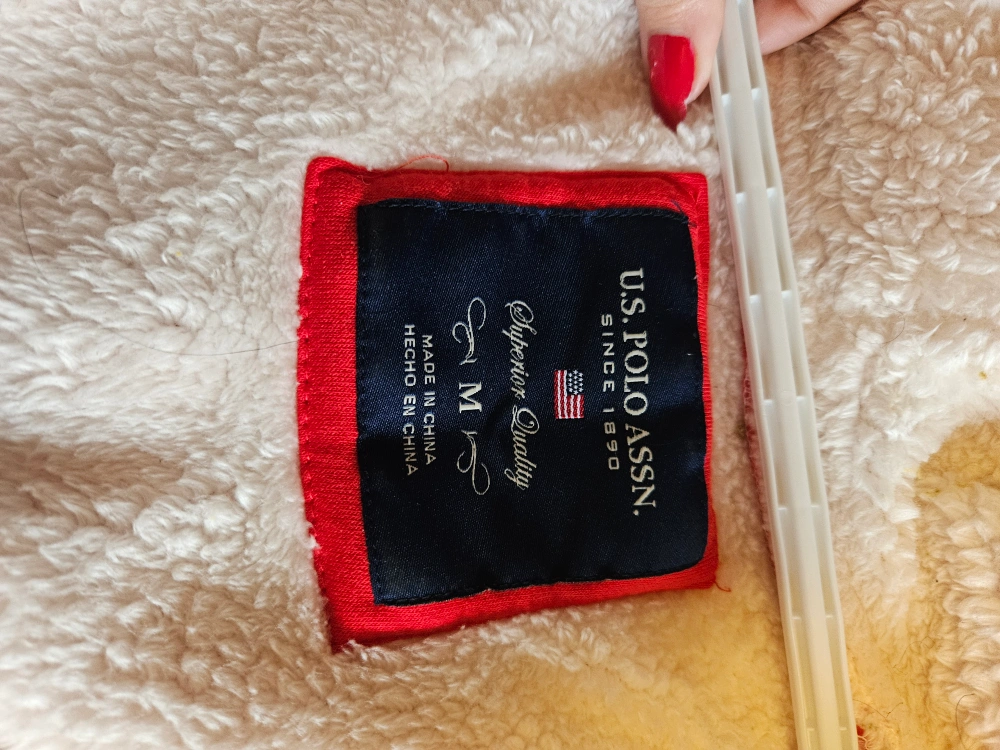 U.S. POLO ASSN.
SINCE 1890
Superior Quality
M
MADE IN CHINA
HECHO EN CHINA